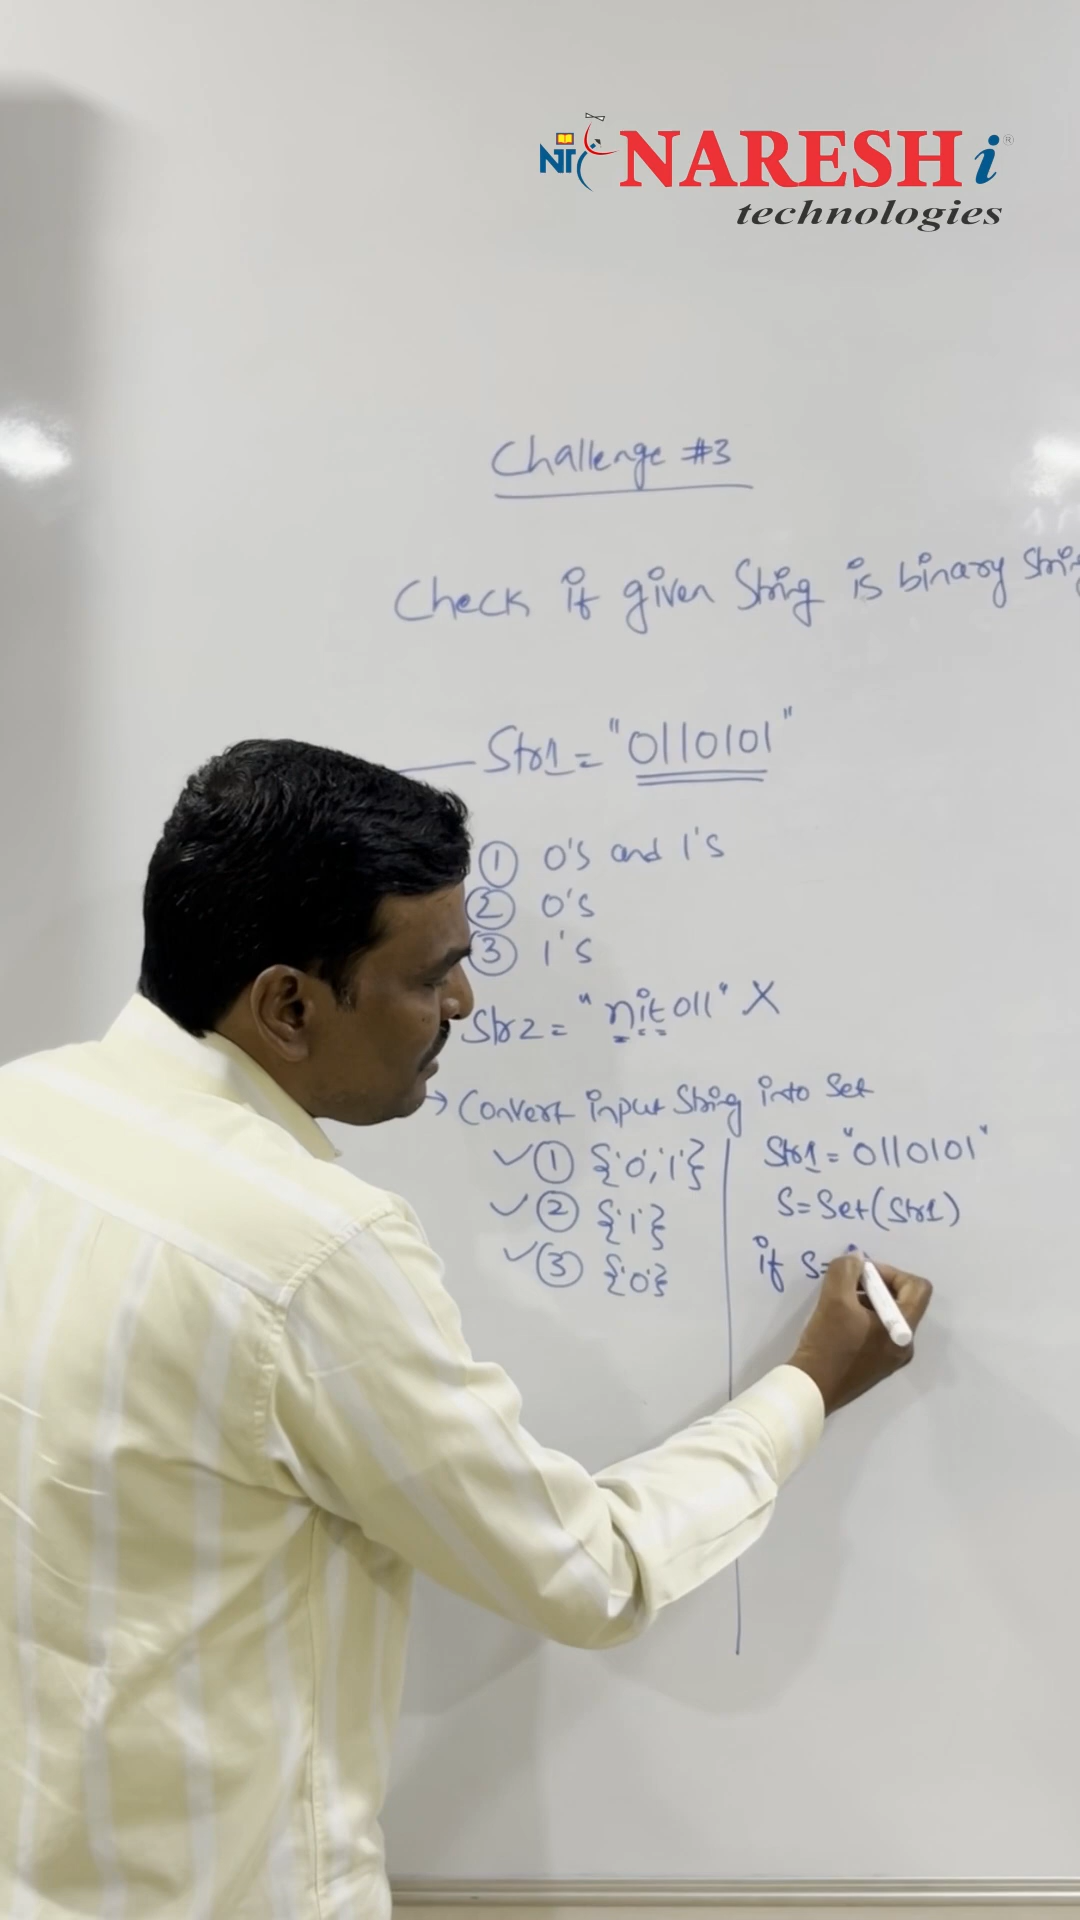 NARESH i ®
technologies
Challenge #3
Check if given String is binary
Str1 = "0110101"
① 0's and 1's
② 0's
③ 1's
Str2 = "nit011" X
→ Convert input String into Set
✓ ① {'0','1'}
✓ ② {'1'}
✓ ③ {'0'}
Str1 = "0110101"
S=Set(Str1)
if S=